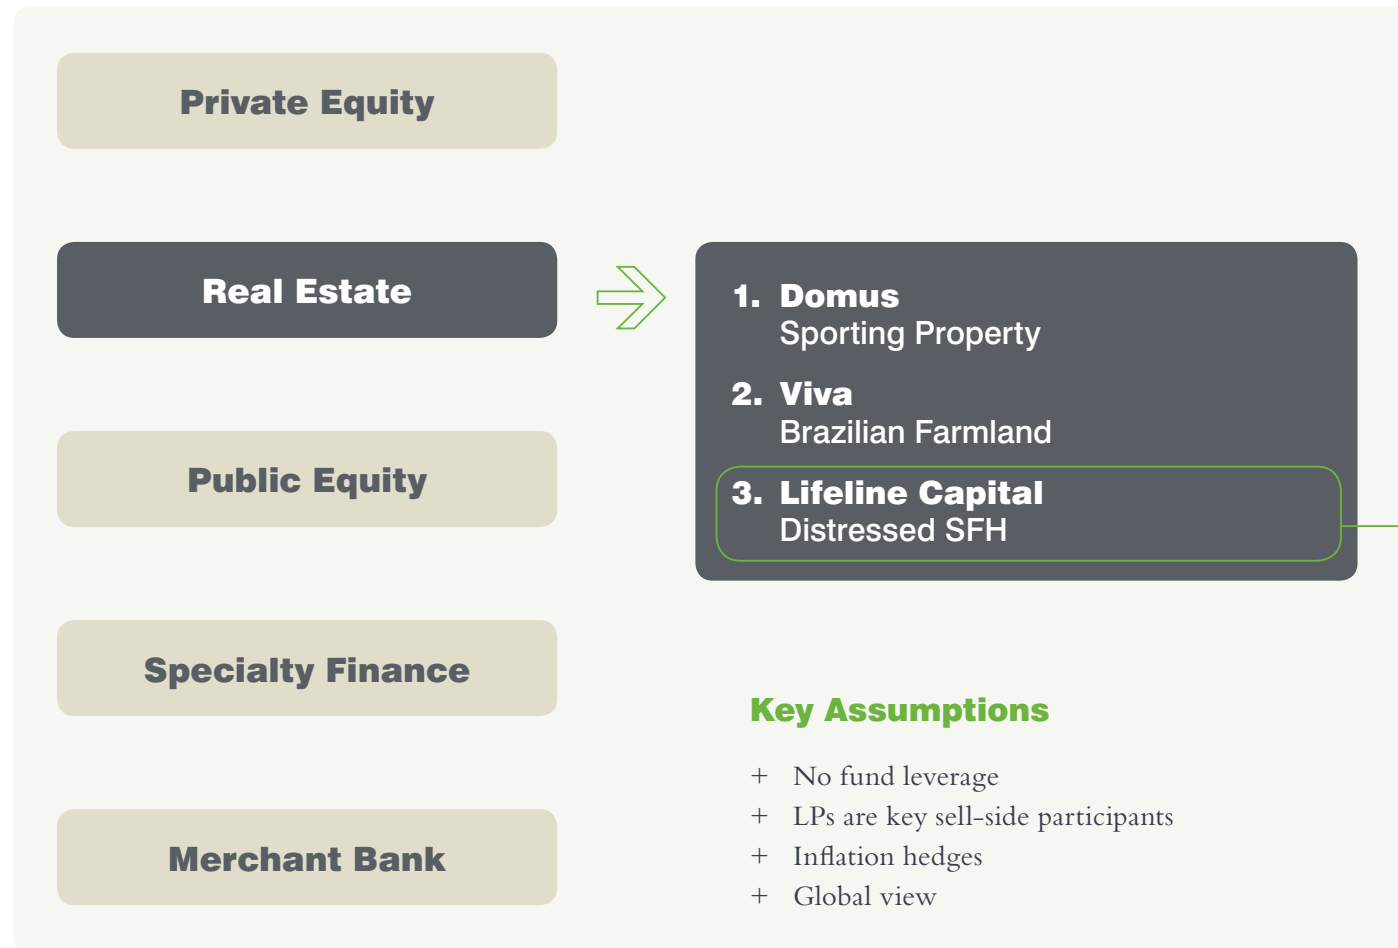 Private Equity
Real Estate
Public Equity
Specialty Finance
Merchant Bank
1. Domus
Sporting Property
2. Viva
Brazilian Farmland
3. Lifeline Capital
Distressed SFH
Key Assumptions
+ No fund leverage
+ LPs are key sell-side participants
+ Inflation hedges
+ Global view